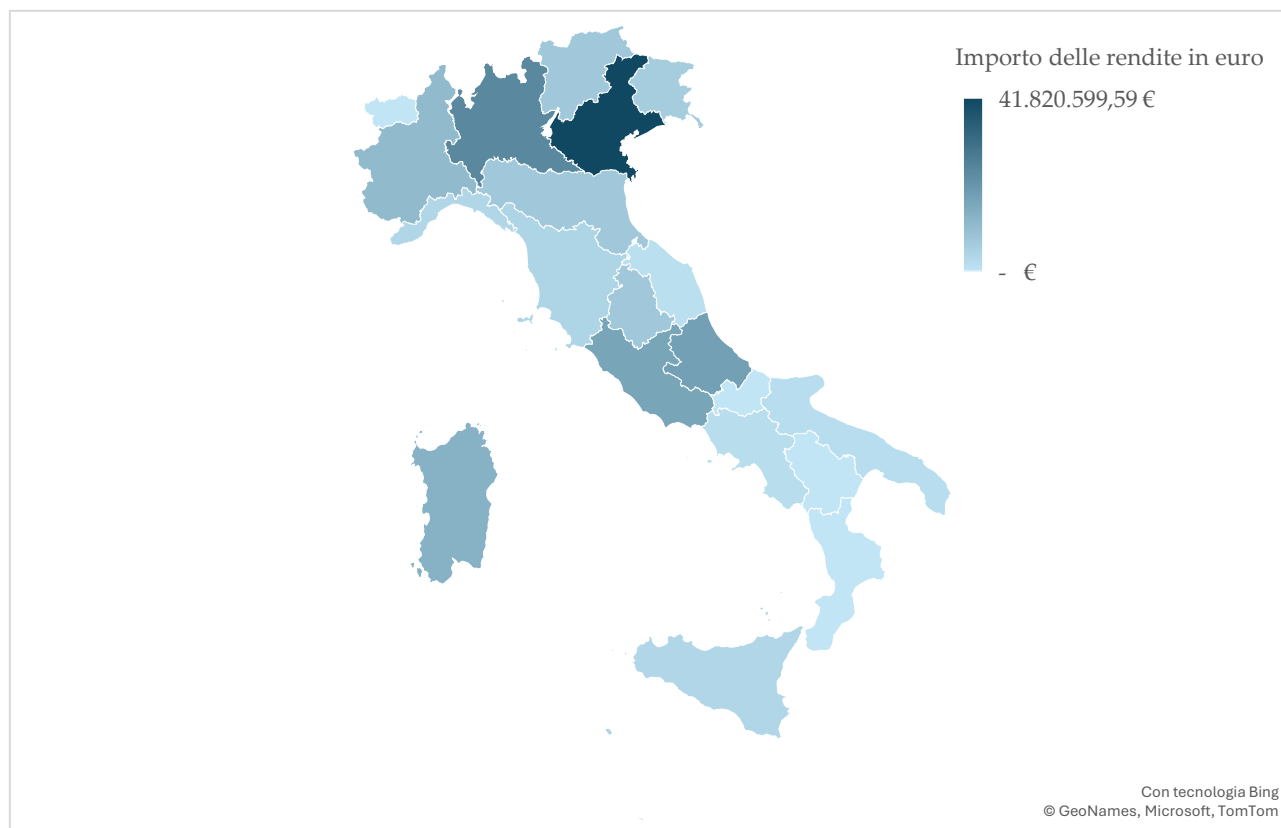 Importo delle rendite in euro
41.820.599,59 €
- €
Con tecnologia Bing
© GeoNames, Microsoft, TomTom